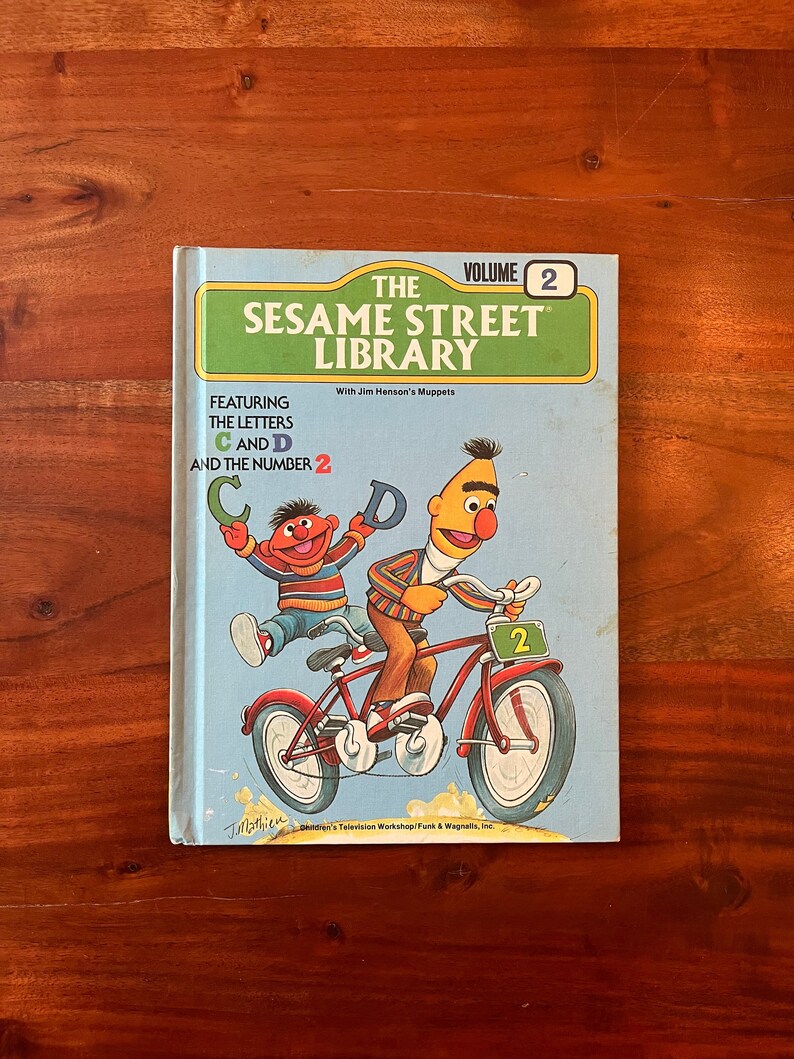 VOLUME 2
THE
SESAME STREET®
LIBRARY
With Jim Henson's Muppets
FEATURING
THE LETTERS
C AND D
AND THE NUMBER 2
C
D
2
J. Mathieu
Children's Television Workshop/Funk & Wagnalls, Inc.